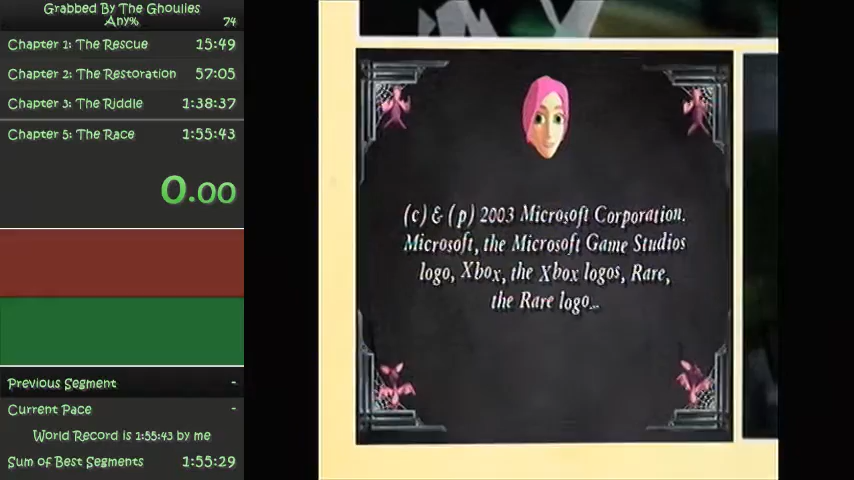 Grabbed By The Ghoulies
Any% 74
Chapter 1: The Rescue 15:49
Chapter 2: The Restoration 57:05
Chapter 3: The Riddle 1:38:37
Chapter 5: The Race 1:55:43
0.00
Previous Segment -
Current Pace -
World Record is 1:55:43 by me
Sum of Best Segments 1:55:29
(c) & (p) 2003 Microsoft Corporation.
Microsoft, the Microsoft Game Studios
logo, Xbox, the Xbox logos, Rare,
the Rare logo...